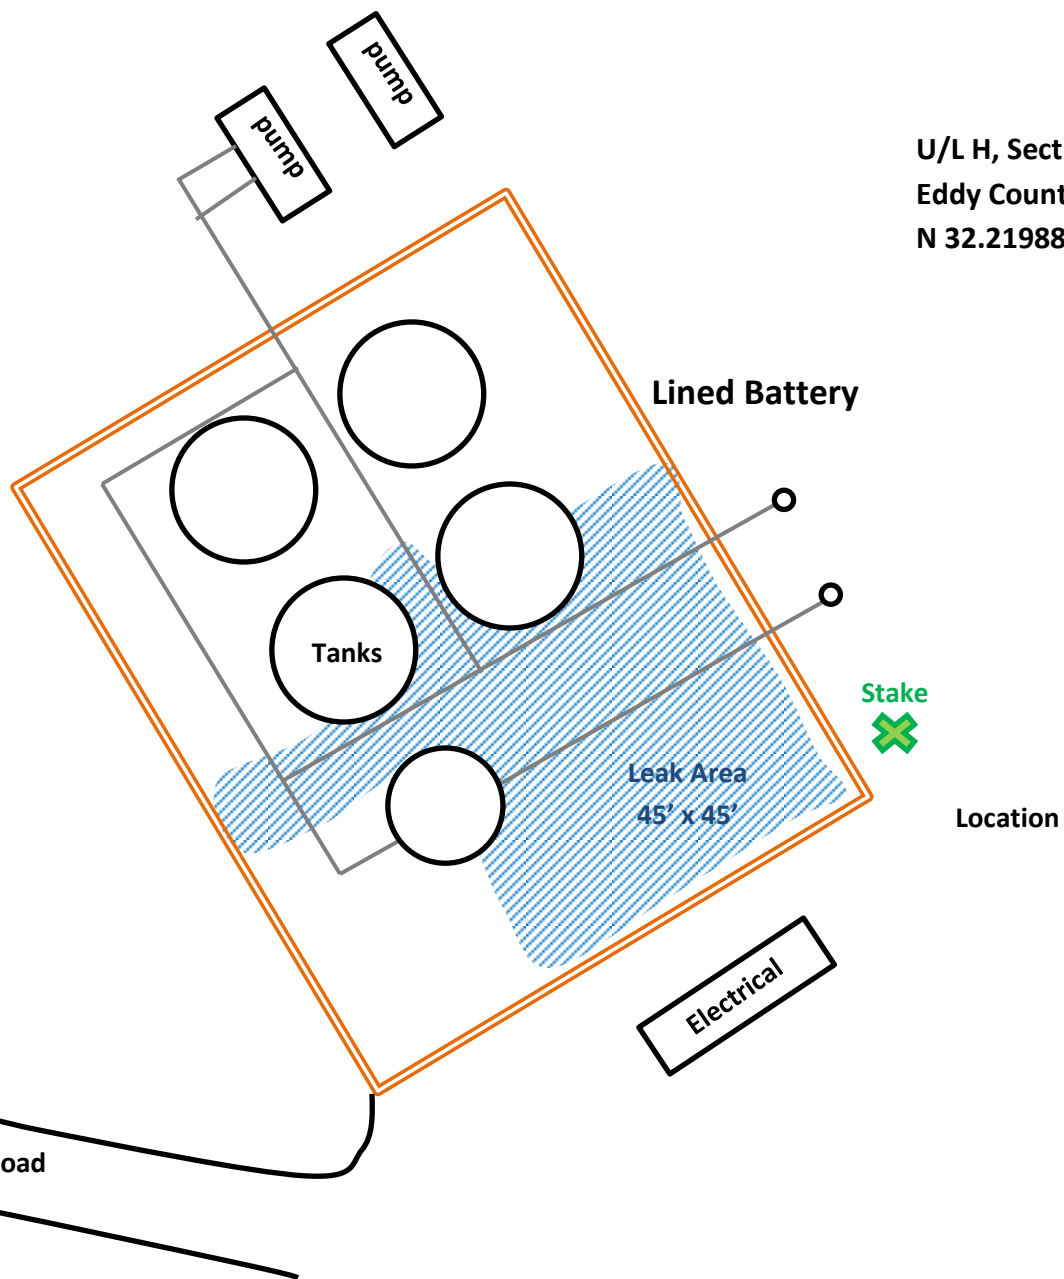 pump
pump
U/L H, Sect
Eddy Count
N 32.21988
Lined Battery
Tanks
Stake
Leak Area
45’ x 45’
Location
Electrical
oad